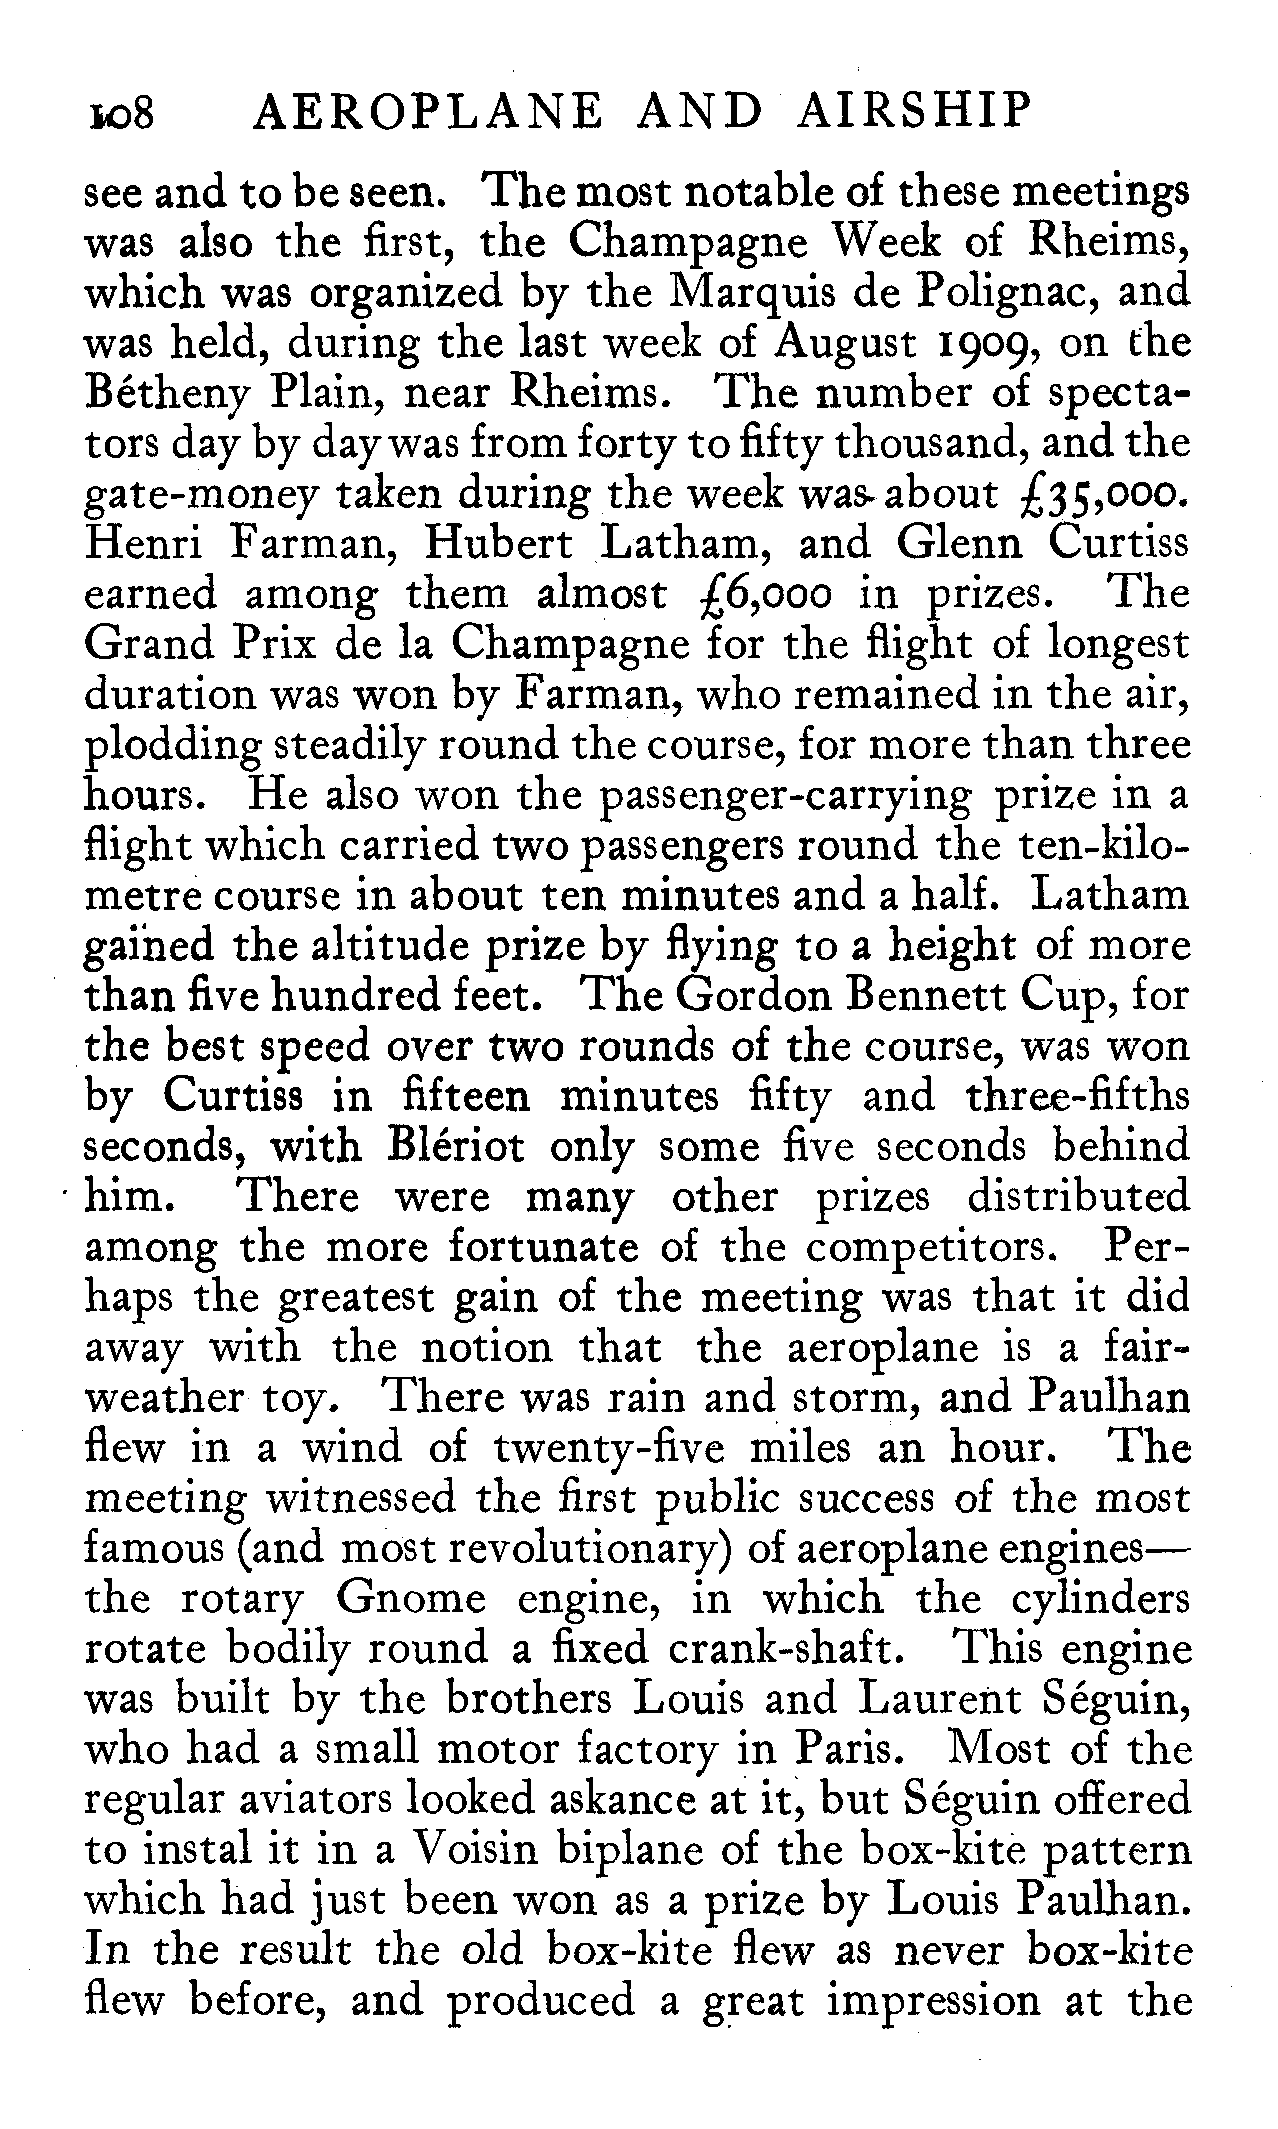 108 AEROPLANE AND AIRSHIP
see and to be seen. The most notable of these meetings
was also the first, the Champagne Week of Rheims,
which was organized by the Marquis de Polignac, and
was held, during the last week of August 1909, on the
Bétheny Plain, near Rheims. The number of specta-
tors day by day was from forty to fifty thousand, and the
gate-money taken during the week was about £35,000.
Henri Farman, Hubert Latham, and Glenn Curtiss
earned among them almost £6,000 in prizes. The
Grand Prix de la Champagne for the flight of longest
duration was won by Farman, who remained in the air,
plodding steadily round the course, for more than three
hours. He also won the passenger-carrying prize in a
flight which carried two passengers round the ten-kilo-
metre course in about ten minutes and a half. Latham
gained the altitude prize by flying to a height of more
than five hundred feet. The Gordon Bennett Cup, for
the best speed over two rounds of the course, was won
by Curtiss in fifteen minutes fifty and three-fifths
seconds, with Blériot only some five seconds behind
him. There were many other prizes distributed
among the more fortunate of the competitors. Per-
haps the greatest gain of the meeting was that it did
away with the notion that the aeroplane is a fair-
weather toy. There was rain and storm, and Paulhan
flew in a wind of twenty-five miles an hour. The
meeting witnessed the first public success of the most
famous (and most revolutionary) of aeroplane engines—
the rotary Gnome engine, in which the cylinders
rotate bodily round a fixed crank-shaft. This engine
was built by the brothers Louis and Laurent Séguin,
who had a small motor factory in Paris. Most of the
regular aviators looked askance at it, but Séguin offered
to instal it in a Voisin biplane of the box-kite pattern
which had just been won as a prize by Louis Paulhan.
In the result the old box-kite flew as never box-kite
flew before, and produced a great impression at the